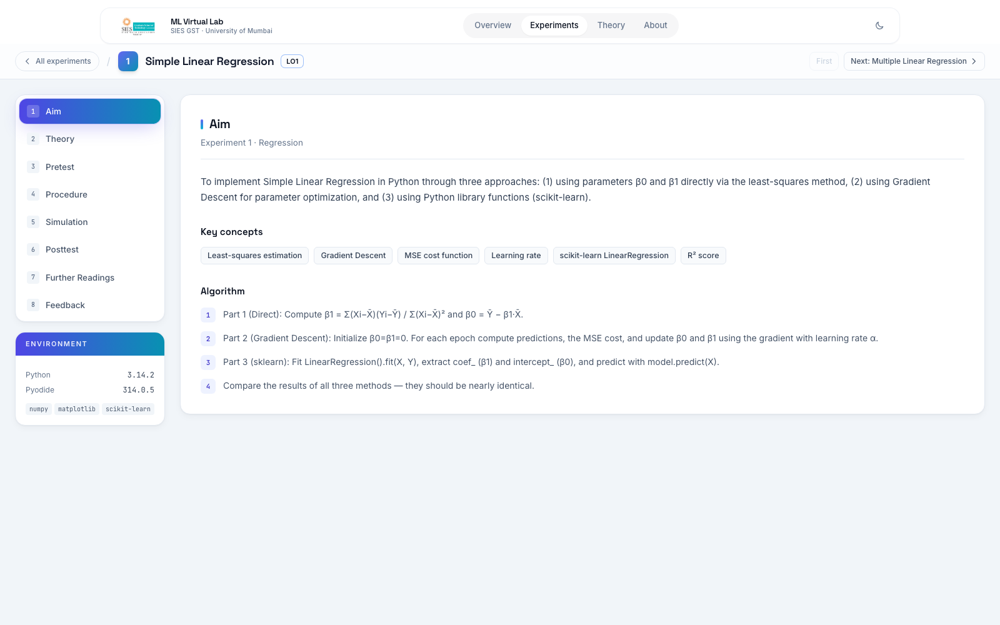 SIES
ML Virtual Lab
SIES GST · University of Mumbai
Overview
Experiments
Theory
About
All experiments
/
1
Simple Linear Regression
LO1
First
Next: Multiple Linear Regression
1 Aim
2 Theory
3 Pretest
4 Procedure
5 Simulation
6 Posttest
7 Further Readings
8 Feedback
ENVIRONMENT
Python 3.14.2
Pyodide 314.0.5
numpy matplotlib scikit-learn
Aim
Experiment 1 · Regression
To implement Simple Linear Regression in Python through three approaches: (1) using parameters β0 and β1 directly via the least-squares method, (2) using Gradient
Descent for parameter optimization, and (3) using Python library functions (scikit-learn).
Key concepts
Least-squares estimation
Gradient Descent
MSE cost function
Learning rate
scikit-learn LinearRegression
R² score
Algorithm
1 Part 1 (Direct): Compute β1 = Σ(Xi−X̄)(Yi−Ȳ) / Σ(Xi−X̄)² and β0 = Ȳ − β1·X̄.
2 Part 2 (Gradient Descent): Initialize β0=β1=0. For each epoch compute predictions, the MSE cost, and update β0 and β1 using the gradient with learning rate α.
3 Part 3 (sklearn): Fit LinearRegression().fit(X, Y), extract coef_ (β1) and intercept_ (β0), and predict with model.predict(X).
4 Compare the results of all three methods — they should be nearly identical.